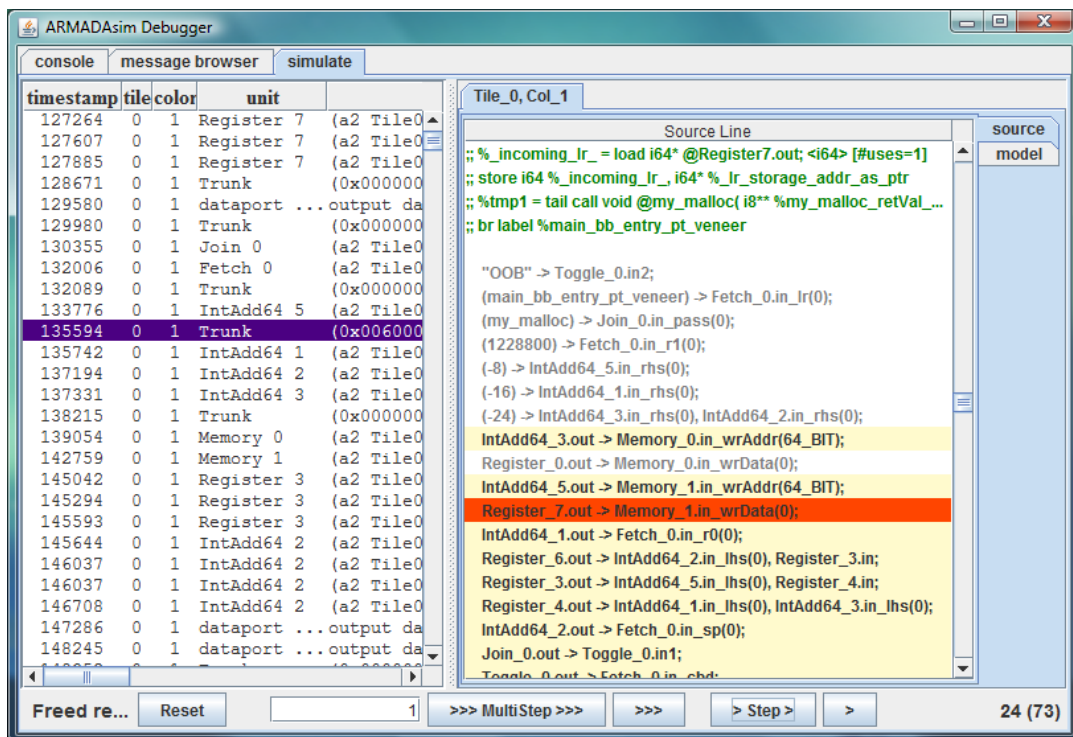 ARMADAsim Debugger
console message browser simulate
timestamp tile color unit
127264 0 1 Register 7 (a2 Tile0
127607 0 1 Register 7 (a2 Tile0
127885 0 1 Register 7 (a2 Tile0
128671 0 1 Trunk (0x000000
129580 0 1 dataport ... output da
129980 0 1 Trunk (0x000000
130355 0 1 Join 0 (a2 Tile0
132006 0 1 Fetch 0 (a2 Tile0
132089 0 1 Trunk (0x000000
133776 0 1 IntAdd64 5 (a2 Tile0
135594 0 1 Trunk (0x006000
135742 0 1 IntAdd64 1 (a2 Tile0
137194 0 1 IntAdd64 2 (a2 Tile0
137331 0 1 IntAdd64 3 (a2 Tile0
138215 0 1 Trunk (0x000000
139054 0 1 Memory 0 (a2 Tile0
142759 0 1 Memory 1 (a2 Tile0
145042 0 1 Register 3 (a2 Tile0
145294 0 1 Register 3 (a2 Tile0
145593 0 1 Register 3 (a2 Tile0
145644 0 1 IntAdd64 2 (a2 Tile0
146037 0 1 IntAdd64 2 (a2 Tile0
146037 0 1 IntAdd64 2 (a2 Tile0
146708 0 1 IntAdd64 2 (a2 Tile0
147286 0 1 dataport ... output da
148245 0 1 dataport ... output da
Tile_0, Col_1
Source Line
;; %_incoming_lr_ = load i64* @Register7.out; <i64> [#uses=1]
;; store i64 %_incoming_lr_, i64* %_lr_storage_addr_as_ptr
;; %tmp1 = tail call void @my_malloc( i8** %my_malloc_retVal_...
;; br label %main_bb_entry_pt_veneer
"OOB" -> Toggle_0.in2;
(main_bb_entry_pt_veneer) -> Fetch_0.in_lr(0);
(my_malloc) -> Join_0.in_pass(0);
(1228800) -> Fetch_0.in_r1(0);
(-8) -> IntAdd64_5.in_rhs(0);
(-16) -> IntAdd64_1.in_rhs(0);
(-24) -> IntAdd64_3.in_rhs(0), IntAdd64_2.in_rhs(0);
IntAdd64_3.out -> Memory_0.in_wrAddr(64_BIT);
Register_0.out -> Memory_0.in_wrData(0);
IntAdd64_5.out -> Memory_1.in_wrAddr(64_BIT);
Register_7.out -> Memory_1.in_wrData(0);
IntAdd64_1.out -> Fetch_0.in_r0(0);
Register_6.out -> IntAdd64_2.in_lhs(0), Register_3.in;
Register_3.out -> IntAdd64_5.in_lhs(0), Register_4.in;
Register_4.out -> IntAdd64_1.in_lhs(0), IntAdd64_3.in_lhs(0);
IntAdd64_2.out -> Fetch_0.in_sp(0);
Join_0.out -> Toggle_0.in1;
source
model
Freed re... Reset 1 >>> MultiStep >>> >>> > Step > > 24 (73)